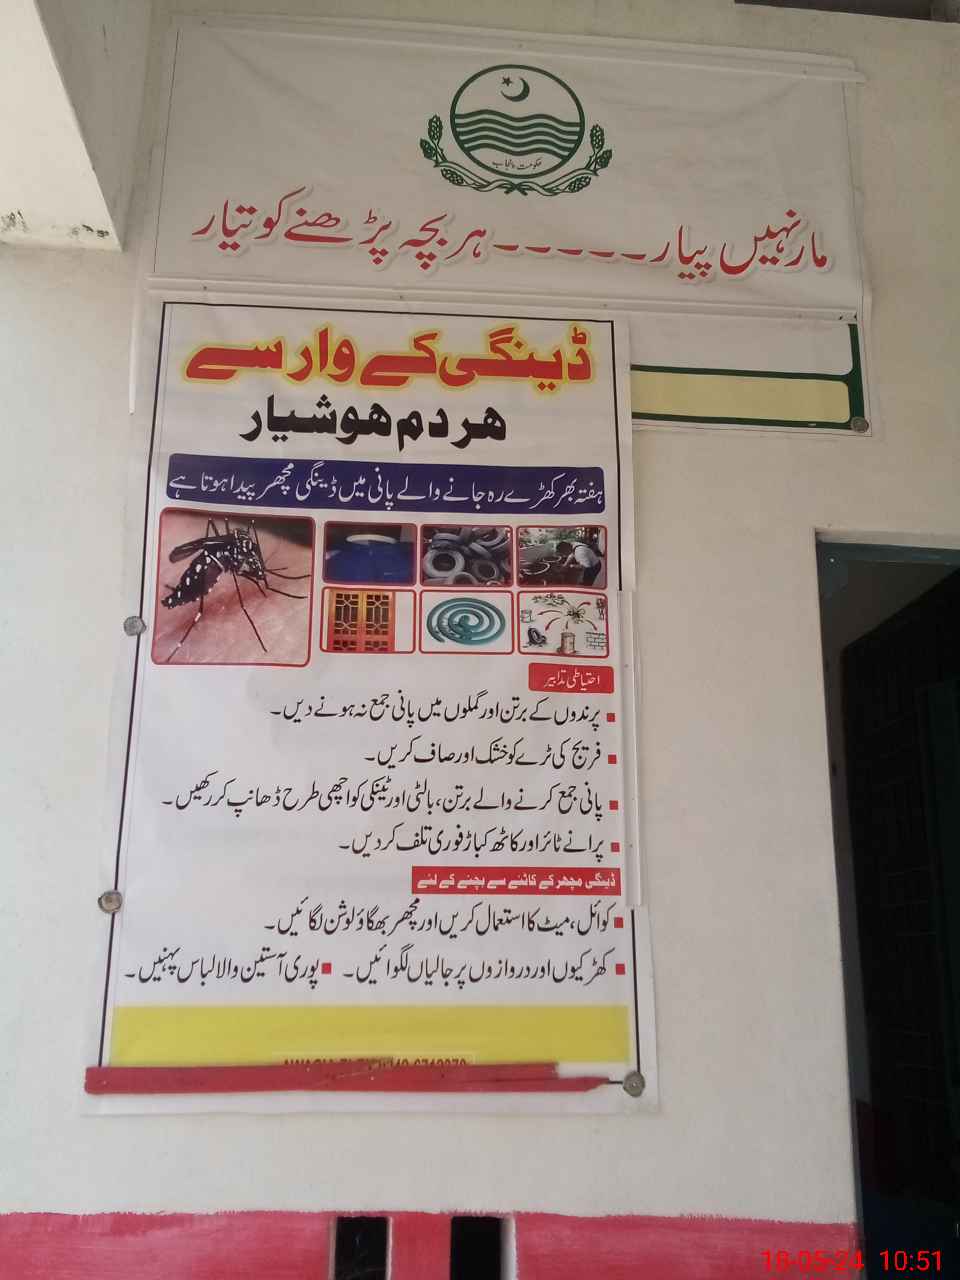 حکومت پنجاب
مار نہیں پیار ----- ہر بچہ پڑھنے کو تیار
ڈینگی کے وار سے
ہر دم ہوشیار
ہفتہ بھر کھڑے رہ جانے والے پانی میں ڈینگی مچھر پیدا ہوتا ہے
احتیاطی تدابیر
▪ پرندوں کے برتن اور گملوں میں پانی جمع نہ ہونے دیں۔
▪ فریج کی ٹرے کو خشک اور صاف کریں۔
▪ پانی جمع کرنے والے برتن، بالٹی اور ٹینکی کو اچھی طرح ڈھانپ کر رکھیں۔
▪ پرانے ٹائر اور کاٹھ کباڑ فوری تلف کر دیں۔
ڈینگی مچھر کے کاٹنے سے بچنے کے لئے
▪ کوائل، میٹ کا استعمال کریں اور مچھر بھگاؤ لوشن لگائیں۔
▪ کھڑکیوں اور دروازوں پر جالیاں لگوائیں۔ ▪ پوری آستین والا لباس پہنیں۔
18-05-24 10:51